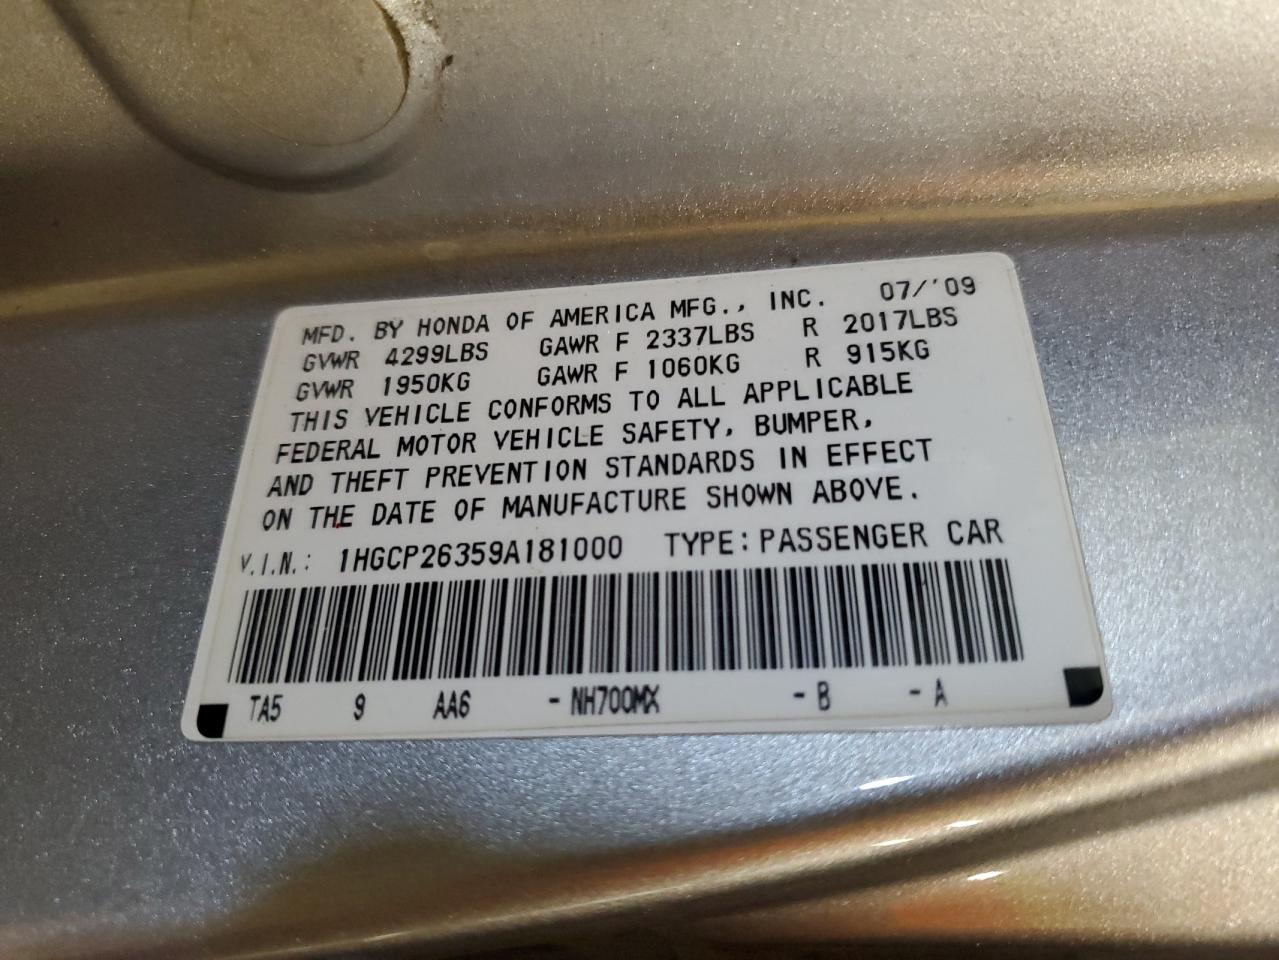 MFD. BY HONDA OF AMERICA MFG., INC. 07/'09
GVWR 4299LBS GAWR F 2337LBS R 2017LBS
GVWR 1950KG GAWR F 1060KG R 915KG
THIS VEHICLE CONFORMS TO ALL APPLICABLE
FEDERAL MOTOR VEHICLE SAFETY, BUMPER,
AND THEFT PREVENTION STANDARDS IN EFFECT
ON THE DATE OF MANUFACTURE SHOWN ABOVE.
V.I.N.: 1HGCP26359A181000 TYPE: PASSENGER CAR
TA5 9 AA6 -NH700MX -B -A